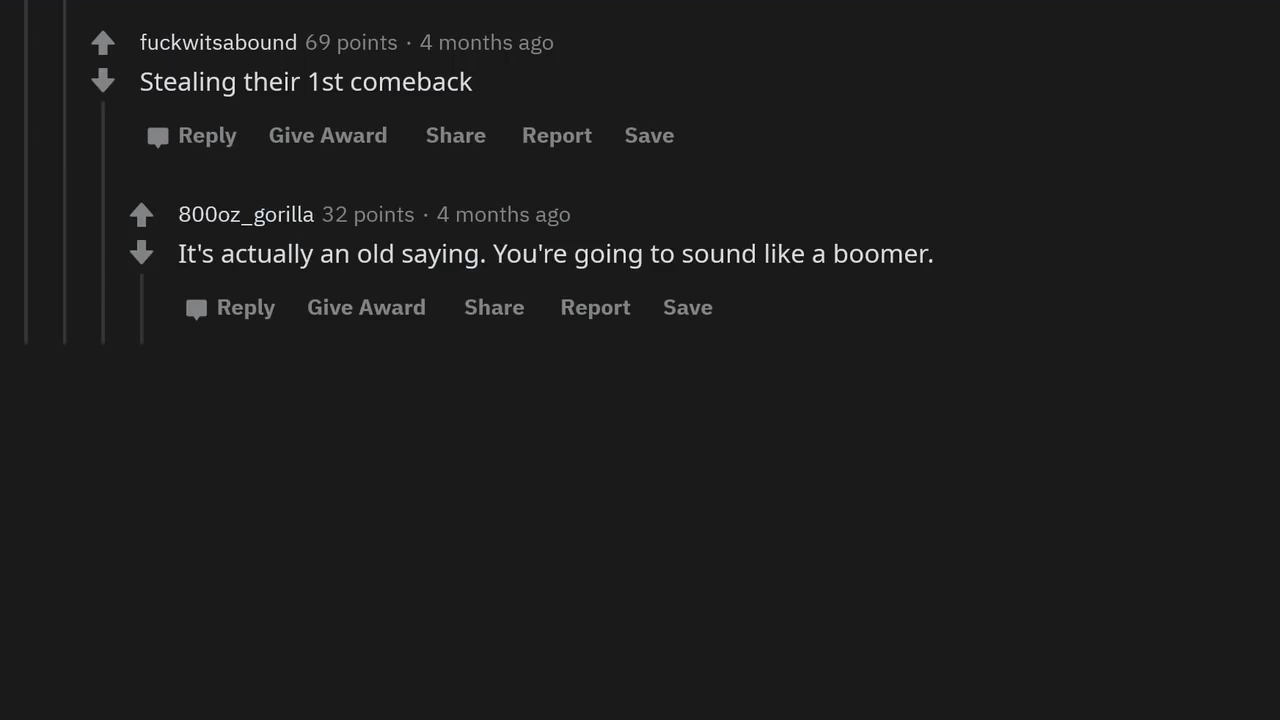 fuckwitsabound 69 points · 4 months ago
Stealing their 1st comeback
Reply Give Award Share Report Save
800oz_gorilla 32 points · 4 months ago
It's actually an old saying. You're going to sound like a boomer.
Reply Give Award Share Report Save